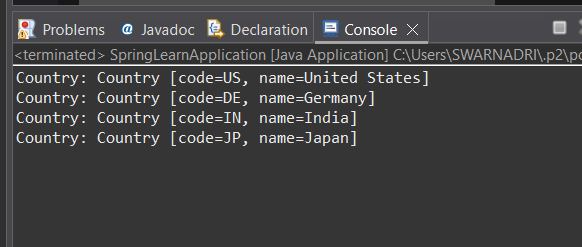 Problems @ Javadoc Declaration Console
<terminated> SpringLearnApplication [Java Application] C:\Users\SWARNADRI\.p2\po
Country: Country [code=US, name=United States]
Country: Country [code=DE, name=Germany]
Country: Country [code=IN, name=India]
Country: Country [code=JP, name=Japan]